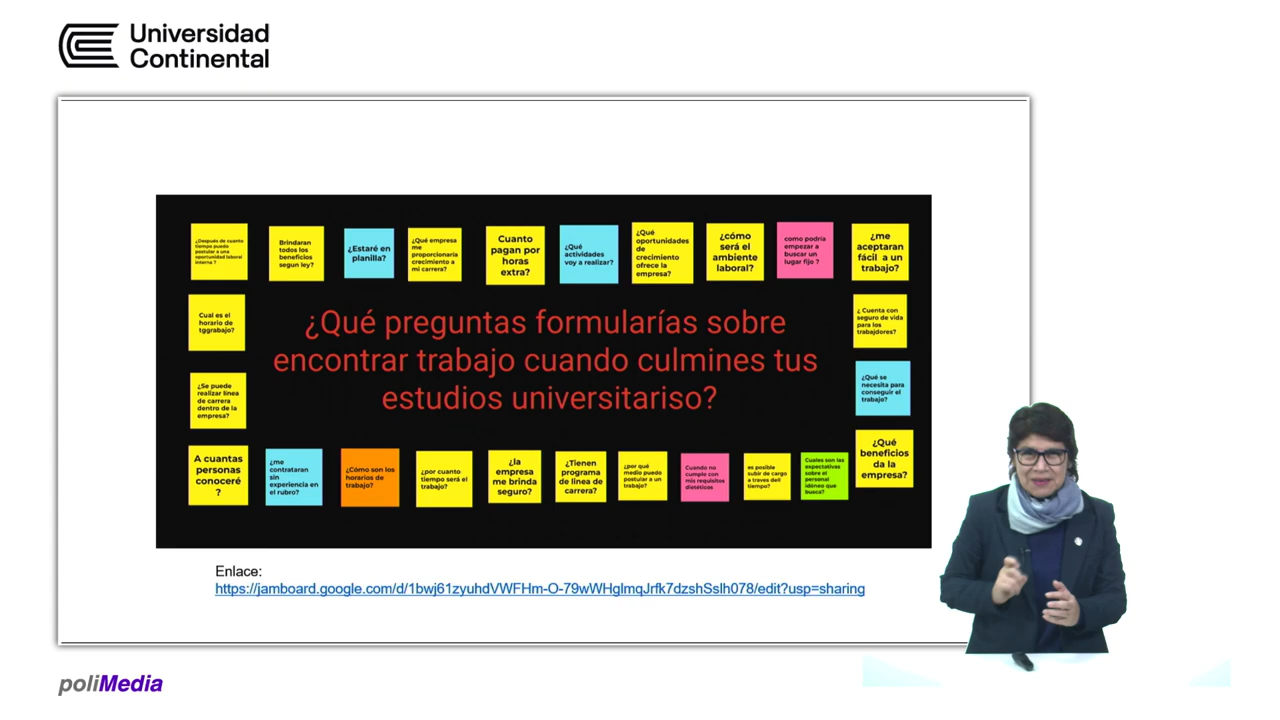 Universidad
Continental
¿Después de cuanto
tiempo puedo
postular a una
oportunidad laboral
interna ?
Brindaran
todos los
beneficios
segun ley?
¿Estaré en
planilla?
¿Qué empresa
me
proporcionaría
crecimiento a
mi carrera?
Cuanto
pagan por
horas
extra?
¿Qué
actividades
voy a realizar?
¿Qué
oportunidades
de
crecimiento
ofrece la
empresa?
¿cómo
será el
ambiente
laboral?
como podría
empezar a
buscar un
lugar fijo ?
¿me
aceptaran
fácil a un
trabajo?
Cual es el
horario de
tggrabajo?
¿Qué preguntas formularías sobre
encontrar trabajo cuando culmines tus
estudios universitariso?
¿ Cuenta con
seguro de vida
para los
trabajdores?
¿Se puede
realizar línea
de carrera
dentro de la
empresa?
¿Qué se
necesita para
conseguir el
trabajo?
A cuantas
personas
conoceré
?
¿me
contrataran
sin
experiencia en
el rubro?
¿Cómo son los
horarios de
trabajo?
¿por cuanto
tiempo será el
trabajo?
¿la
empresa
me brinda
seguro?
¿Tienen
programa
de linea de
carrera?
¿por qué
medio puedo
postular a un
trabajo?
Cuando no
cumplo con
mis requisitos
dietéticos
es posible
subir de cargo
a traves dell
tiempo?
Cuales son las
expectativas
sobre el
personal
idóneo que
busca?
¿Qué
beneficios
da la
empresa?
Enlace:
https://jamboard.google.com/d/1bwj61zyuhdVWFHm-O-79wWHglmqJrfk7dzshSslh078/edit?usp=sharing
poliMedia